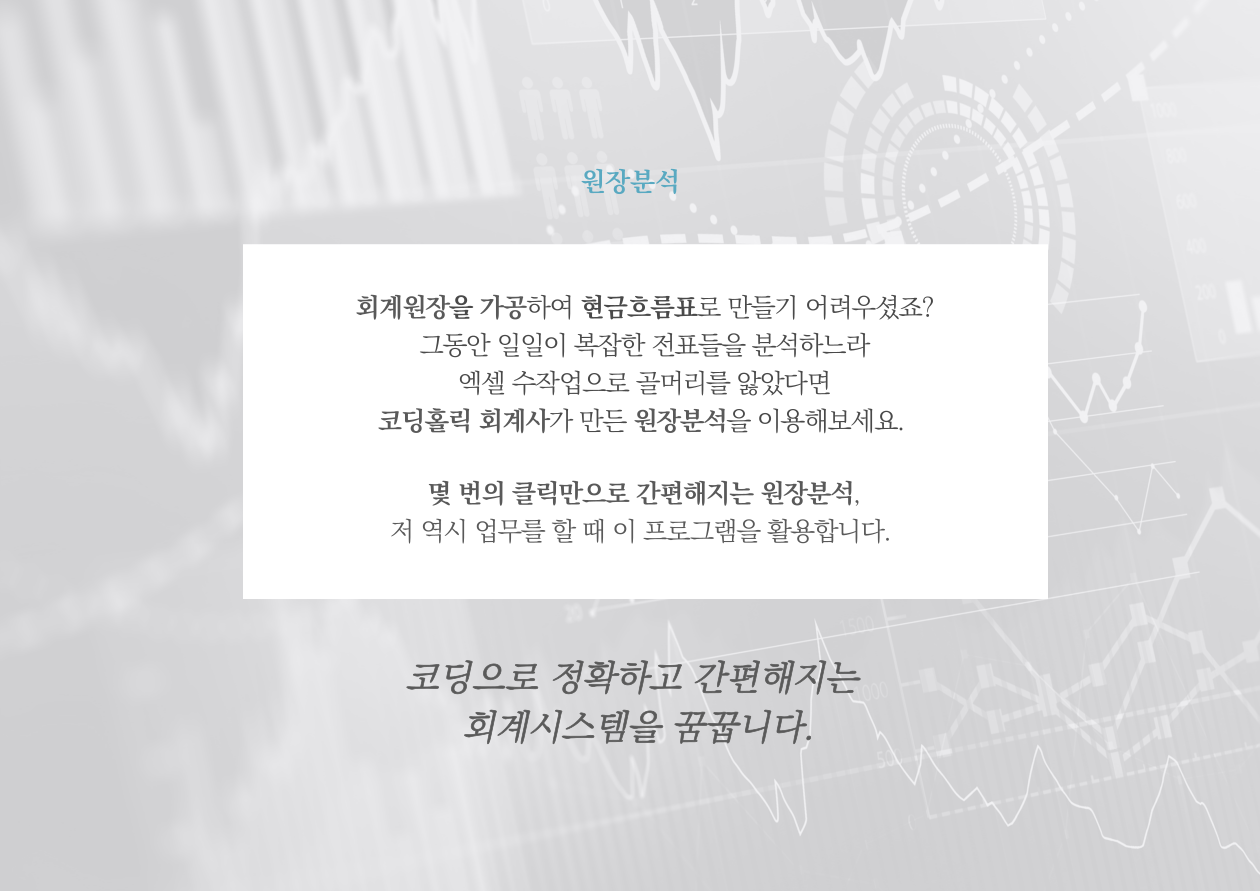 원장분석
회계원장을 가공하여 현금흐름표로 만들기 어려우셨죠?
그동안 일일이 복잡한 전표들을 분석하느라
엑셀 수작업으로 골머리를 앓았다면
코딩홀릭 회계사가 만든 원장분석을 이용해보세요.
몇 번의 클릭만으로 간편해지는 원장분석,
저 역시 업무를 할 때 이 프로그램을 활용합니다.
코딩으로 정확하고 간편해지는
회계시스템을 꿈꿉니다.